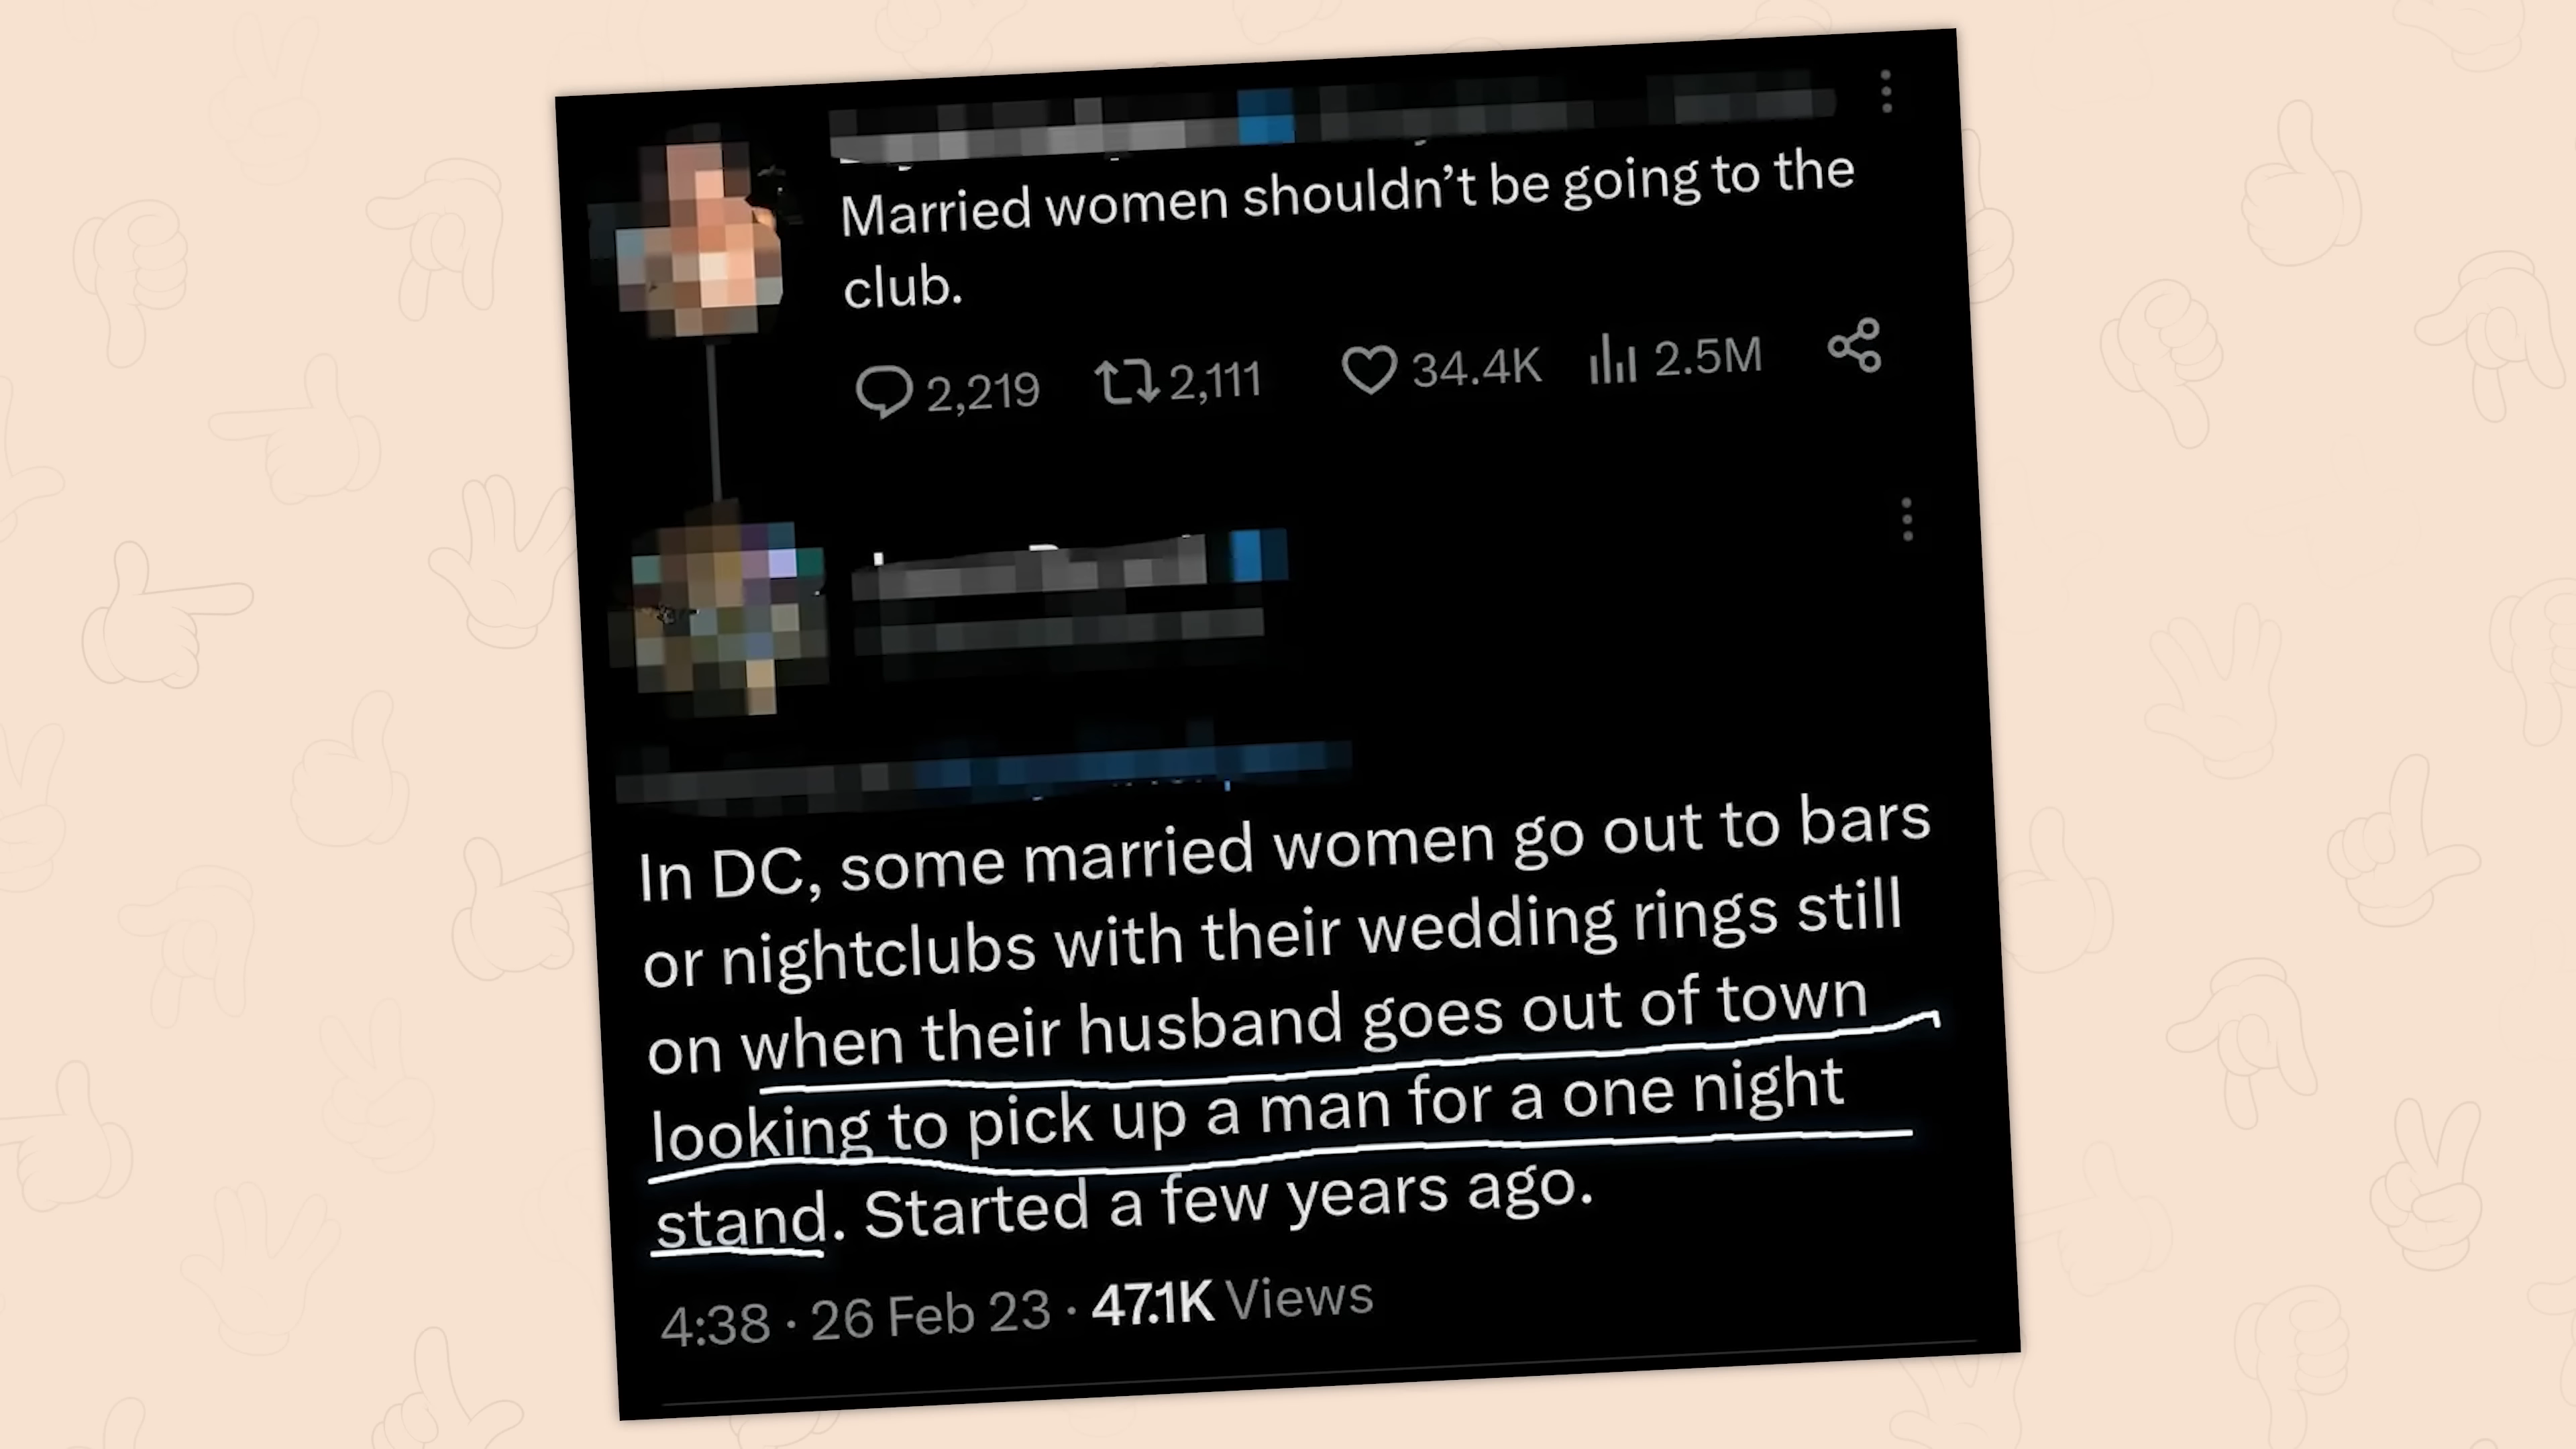 Married women shouldn’t be going to the
club.
2,219 2,111 34.4K 2.5M
In DC, some married women go out to bars
or nightclubs with their wedding rings still
on when their husband goes out of town
looking to pick up a man for a one night
stand. Started a few years ago.
4:38 · 26 Feb 23 · 47.1K Views